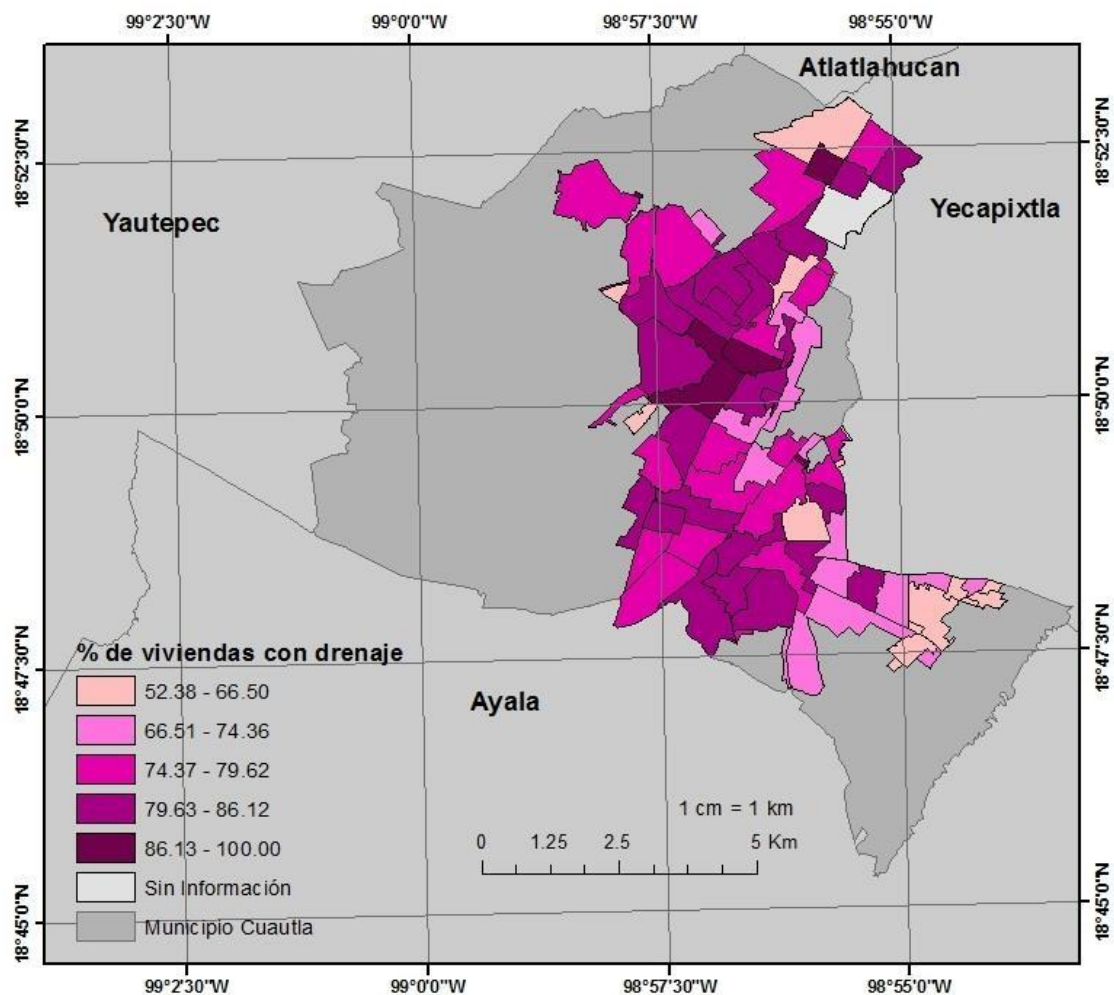 99°2'30"W 99°0'0"W 98°57'30"W 98°55'0"W
Atlatlahucan
18°52'30"N
18°52'30"N
Yautepec
Yecapixtla
18°50'0"N
18°50'0"N
Ayala
% de viviendas con drenaje
52.38 - 66.50
66.51 - 74.36
74.37 - 79.62
79.63 - 86.12
86.13 - 100.00
Sin Información
Municipio Cuautla
1 cm = 1 km
0 1.25 2.5 5 Km
18°47'30"N
18°47'30"N
18°45'0"N
18°45'0"N
99°2'30"W 99°0'0"W 98°57'30"W 98°55'0"W